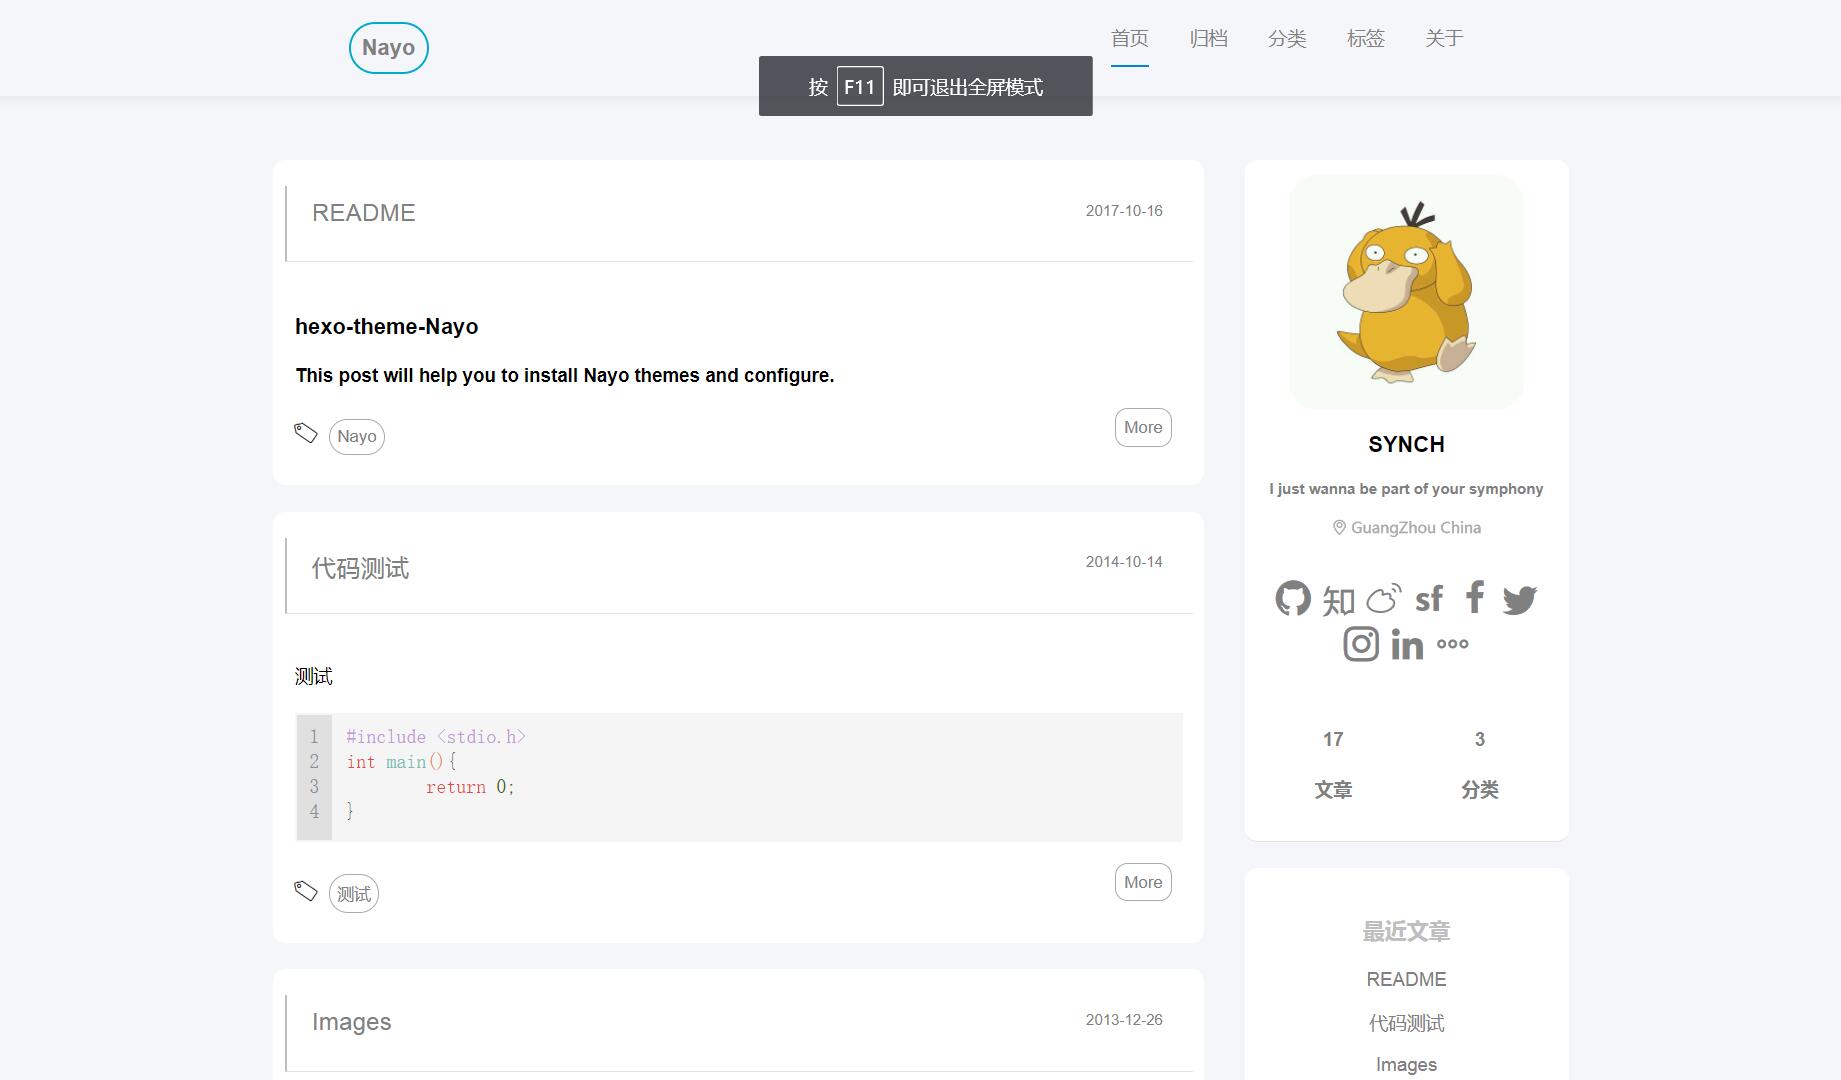 Nayo
首页 归档 分类 标签 关于
按 F11 即可退出全屏模式
README 2017-10-16
hexo-theme-Nayo
This post will help you to install Nayo themes and configure.
Nayo More
代码测试 2014-10-14
测试
1 #include <stdio.h>
2 int main(){
3 return 0;
4 }
测试 More
Images 2013-12-26
SYNCH
I just wanna be part of your symphony
GuangZhou China
知 sf f
in
17 3
文章 分类
最近文章
README
代码测试
Images